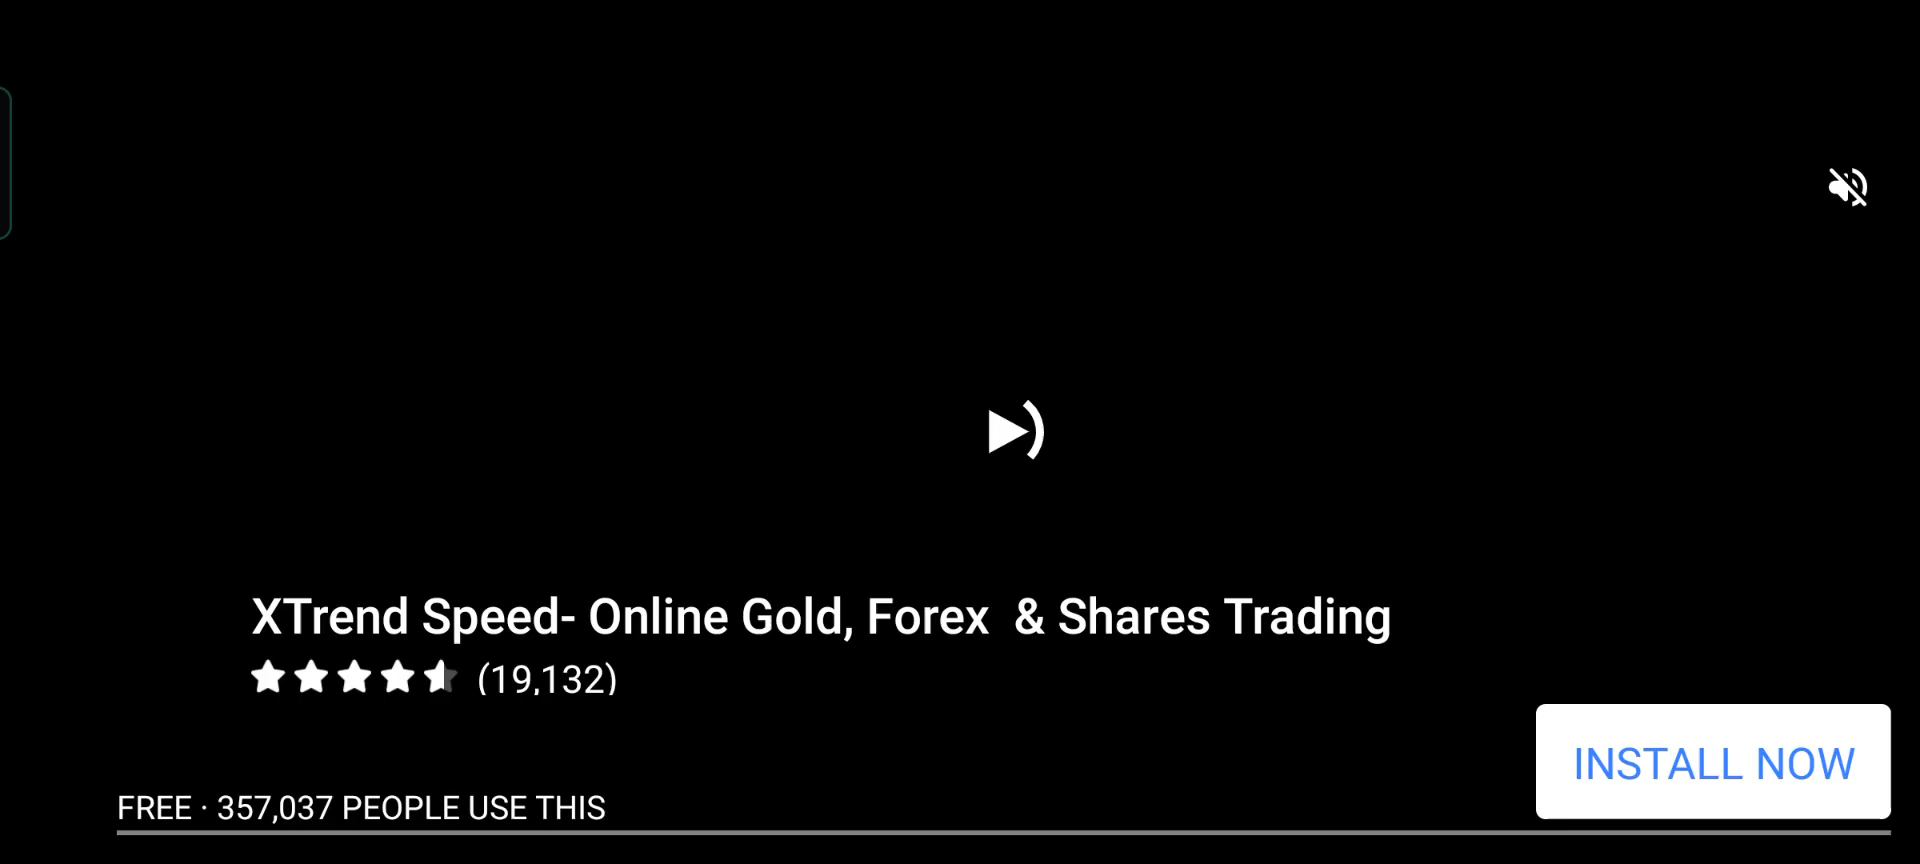 XTrend Speed- Online Gold, Forex  & Shares Trading
(19,132)
INSTALL NOW
FREE · 357,037 PEOPLE USE THIS